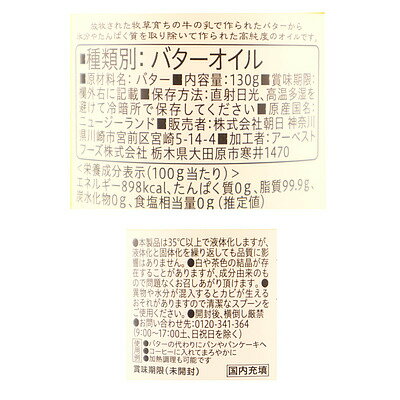 放牧された牧草育ちの牛の乳で作られたバターから
水分やたんぱく質を取り除いて作られる高純度のオイルです。
■種類別:バターオイル
■原材料名:バター■内容量:130g■賞味期限:
欄外右に記載■保存方法:直射日光、高温多湿を
避けて冷暗所で保存してください■原産国名:
ニュージーランド■販売者:株式会社朝日 神奈川
県川崎市宮前区宮崎5-14-4■加工者:アーベスト
フーズ株式会社 栃木県大田原市寒井1470
<栄養成分表示(100g当たり)>
エネルギー898kcal、たんぱく質0g、脂質99.9g、
炭水化物0g、食塩相当量0g(推定値)
●本製品は35℃以上で液体化しますが、
液体化と固体化を繰り返しても品質に影
響はありません。●白や茶色の結晶が存
在することがありますが、成分由来のもの
で問題なくお召しあがり頂けます。●
異物や水分が混入するとカビが生える
おそれがありますので清潔なスプーンを
ご使用ください。●開封後、横倒し厳禁
●お問い合わせ先:0120-341-364
(9:00〜17:00土、日祝日を除く)
使用例
・バターの代わりにパンやパンケーキへ
・コーヒーに入れてまろやかに
・加熱調理も可能です
賞味期限(未開封)
国内充填